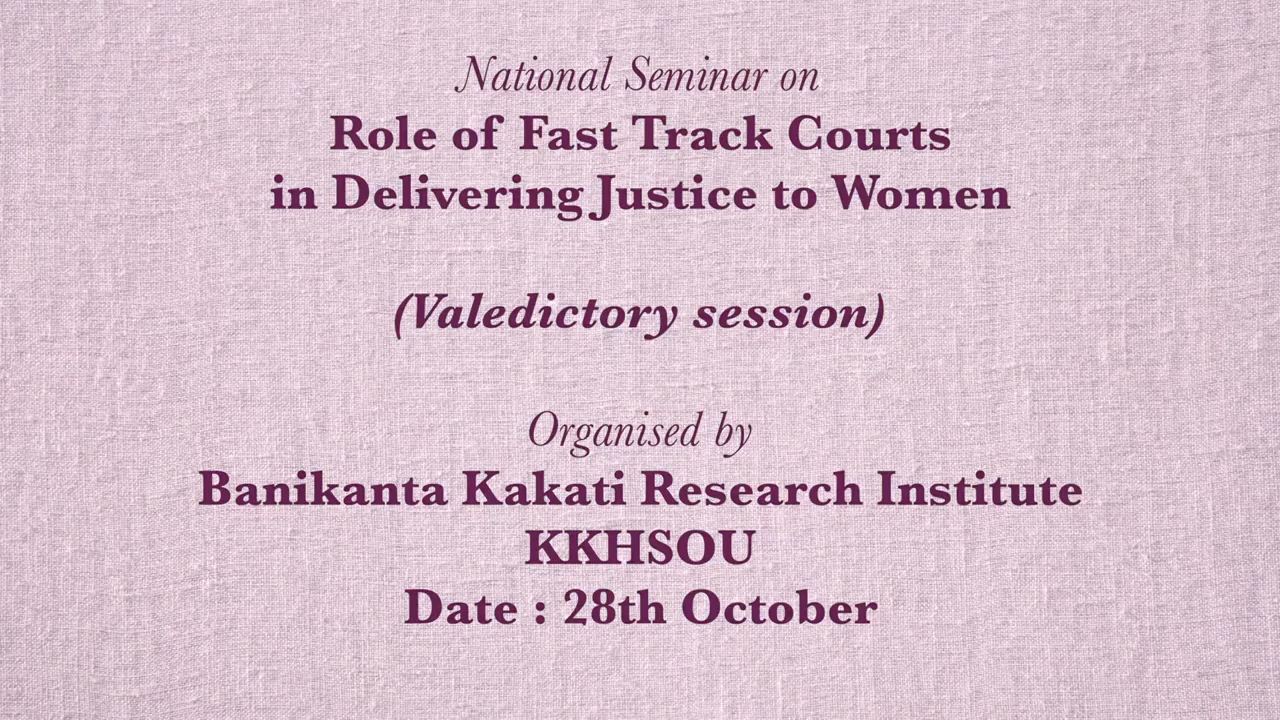 National Seminar on
Role of Fast Track Courts
in Delivering Justice to Women
(Valedictory session)
Organised by
Banikanta Kakati Research Institute
KKHSOU
Date : 28th October